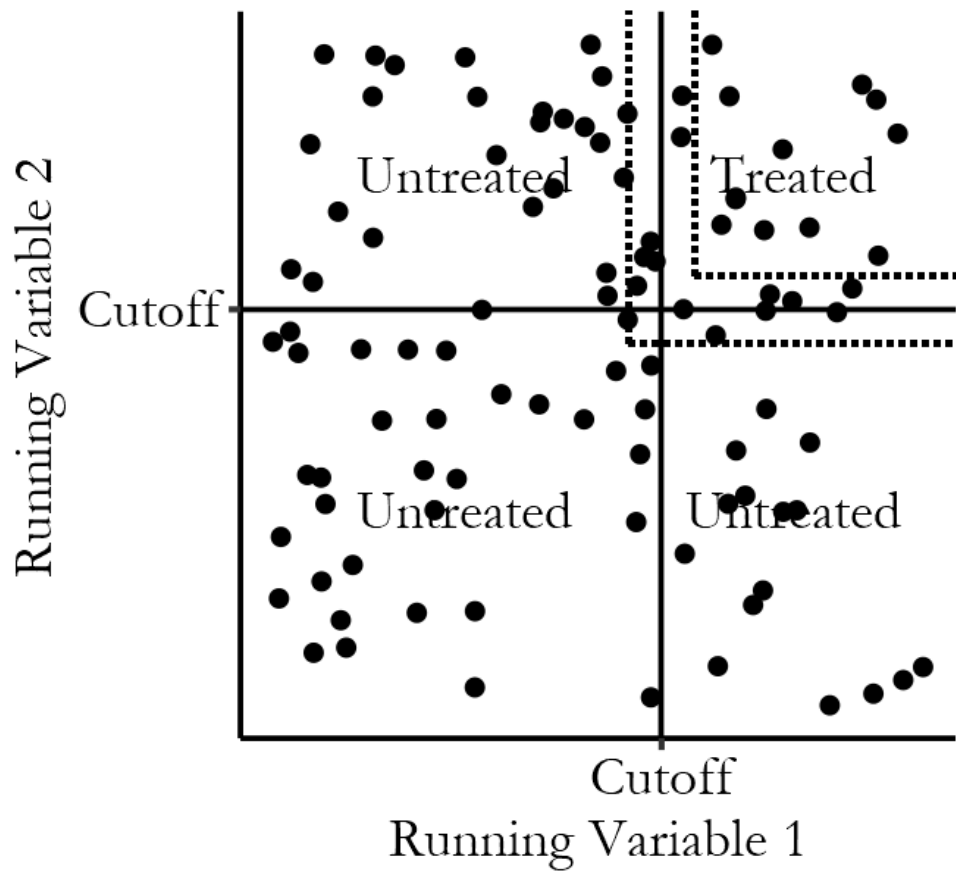 Running Variable 2
Untreated
Treated
Cutoff
Untreated
Untreated
Cutoff
Running Variable 1